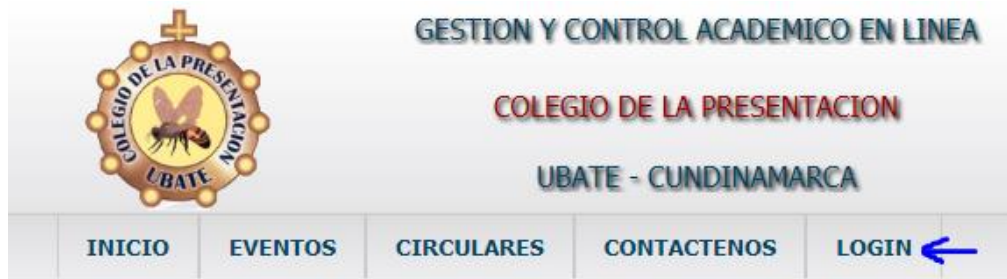 GESTION Y CONTROL ACADEMICO EN LINEA
COLEGIO DE LA PRESENTACION
UBATE
COLEGIO DE LA PRESENTACION
UBATE - CUNDINAMARCA
INICIO EVENTOS CIRCULARES CONTACTENOS LOGIN